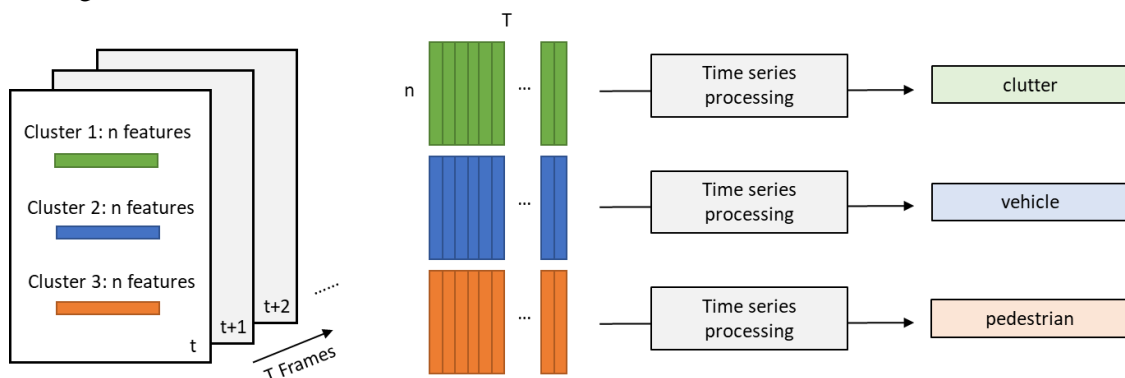 Cluster 1: n features
Cluster 2: n features
Cluster 3: n features
t
t+1
t+2
......
T Frames
T
n
...
...
...
Time series
processing
clutter
Time series
processing
vehicle
Time series
processing
pedestrian